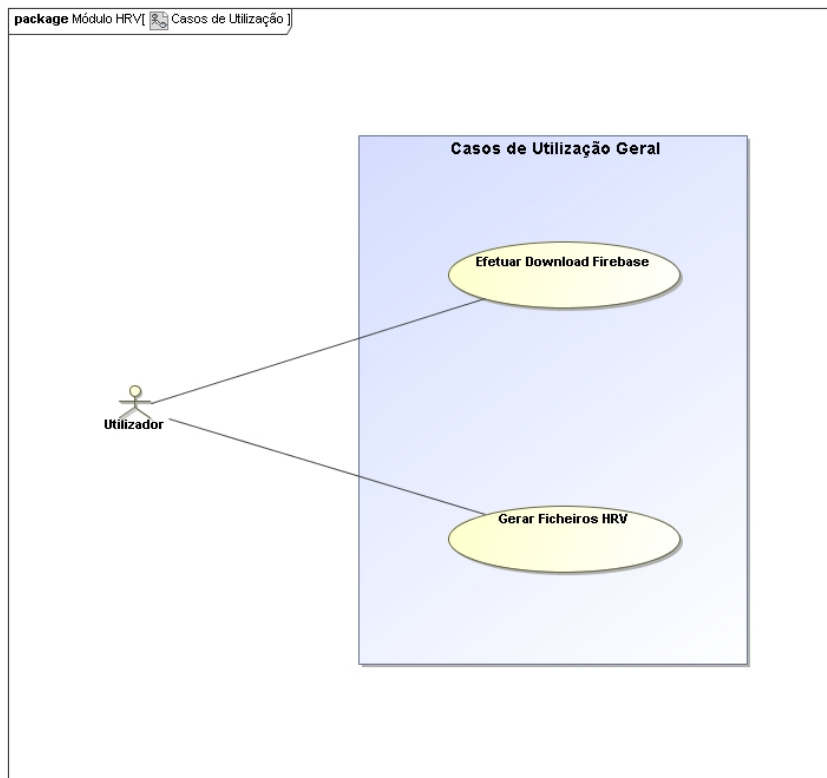 package Módulo HRV[ Casos de Utilização ]
Casos de Utilização Geral
Efetuar Download Firebase
Utilizador
Gerar Ficheiros HRV